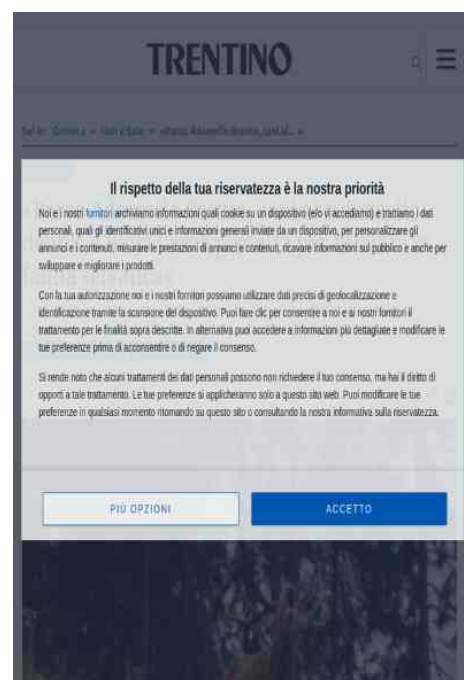 TRENTINO
Sei in: Cronaca »
Il rispetto della tua riservatezza è la nostra priorità
Noi e i nostri fornitori archiviamo informazioni quali cookie su un dispositivo (e/o vi accediamo) e trattiamo i dati
personali, quali gli identificativi unici e informazioni generali inviate da un dispositivo, per personalizzare gli
annunci e i contenuti, misurare le prestazioni di annunci e contenuti, ricavare informazioni sul pubblico e anche per
sviluppare e migliorare i prodotti.
Con la tua autorizzazione noi e i nostri fornitori possiamo utilizzare dati precisi di geolocalizzazione e
identificazione tramite la scansione del dispositivo. Puoi fare clic per consentire a noi e ai nostri fornitori il
trattamento per le finalità sopra descritte. In alternativa puoi accedere a informazioni più dettagliate e modificare le
tue preferenze prima di acconsentire o di negare il consenso.
Si rende noto che alcuni trattamenti dei dati personali possono non richiedere il tuo consenso, ma hai il diritto di
opporti a tale trattamento. Le tue preferenze si applicheranno solo a questo sito web. Puoi modificare le tue
preferenze in qualsiasi momento ritornando su questo sito o consultando la nostra informativa sulla riservatezza.
PIÙ OPZIONI
ACCETTO